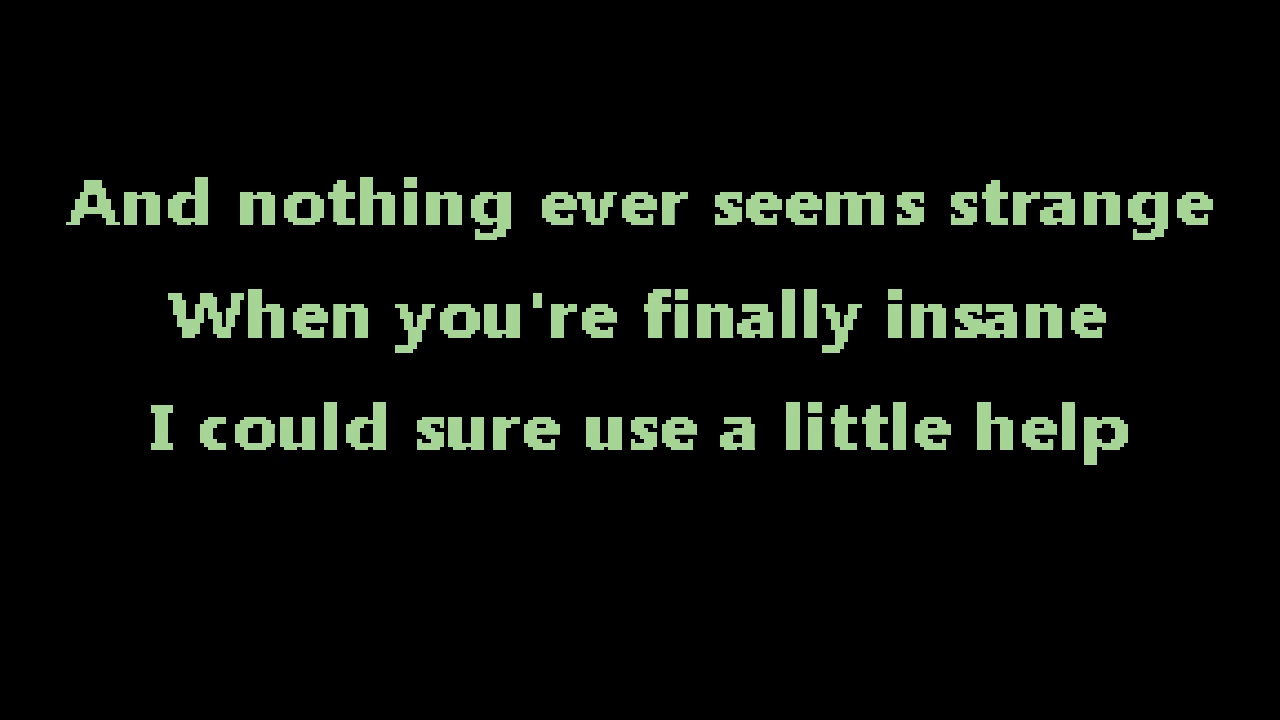 And nothing ever seems strange
When you're finally insane
I could sure use a little help